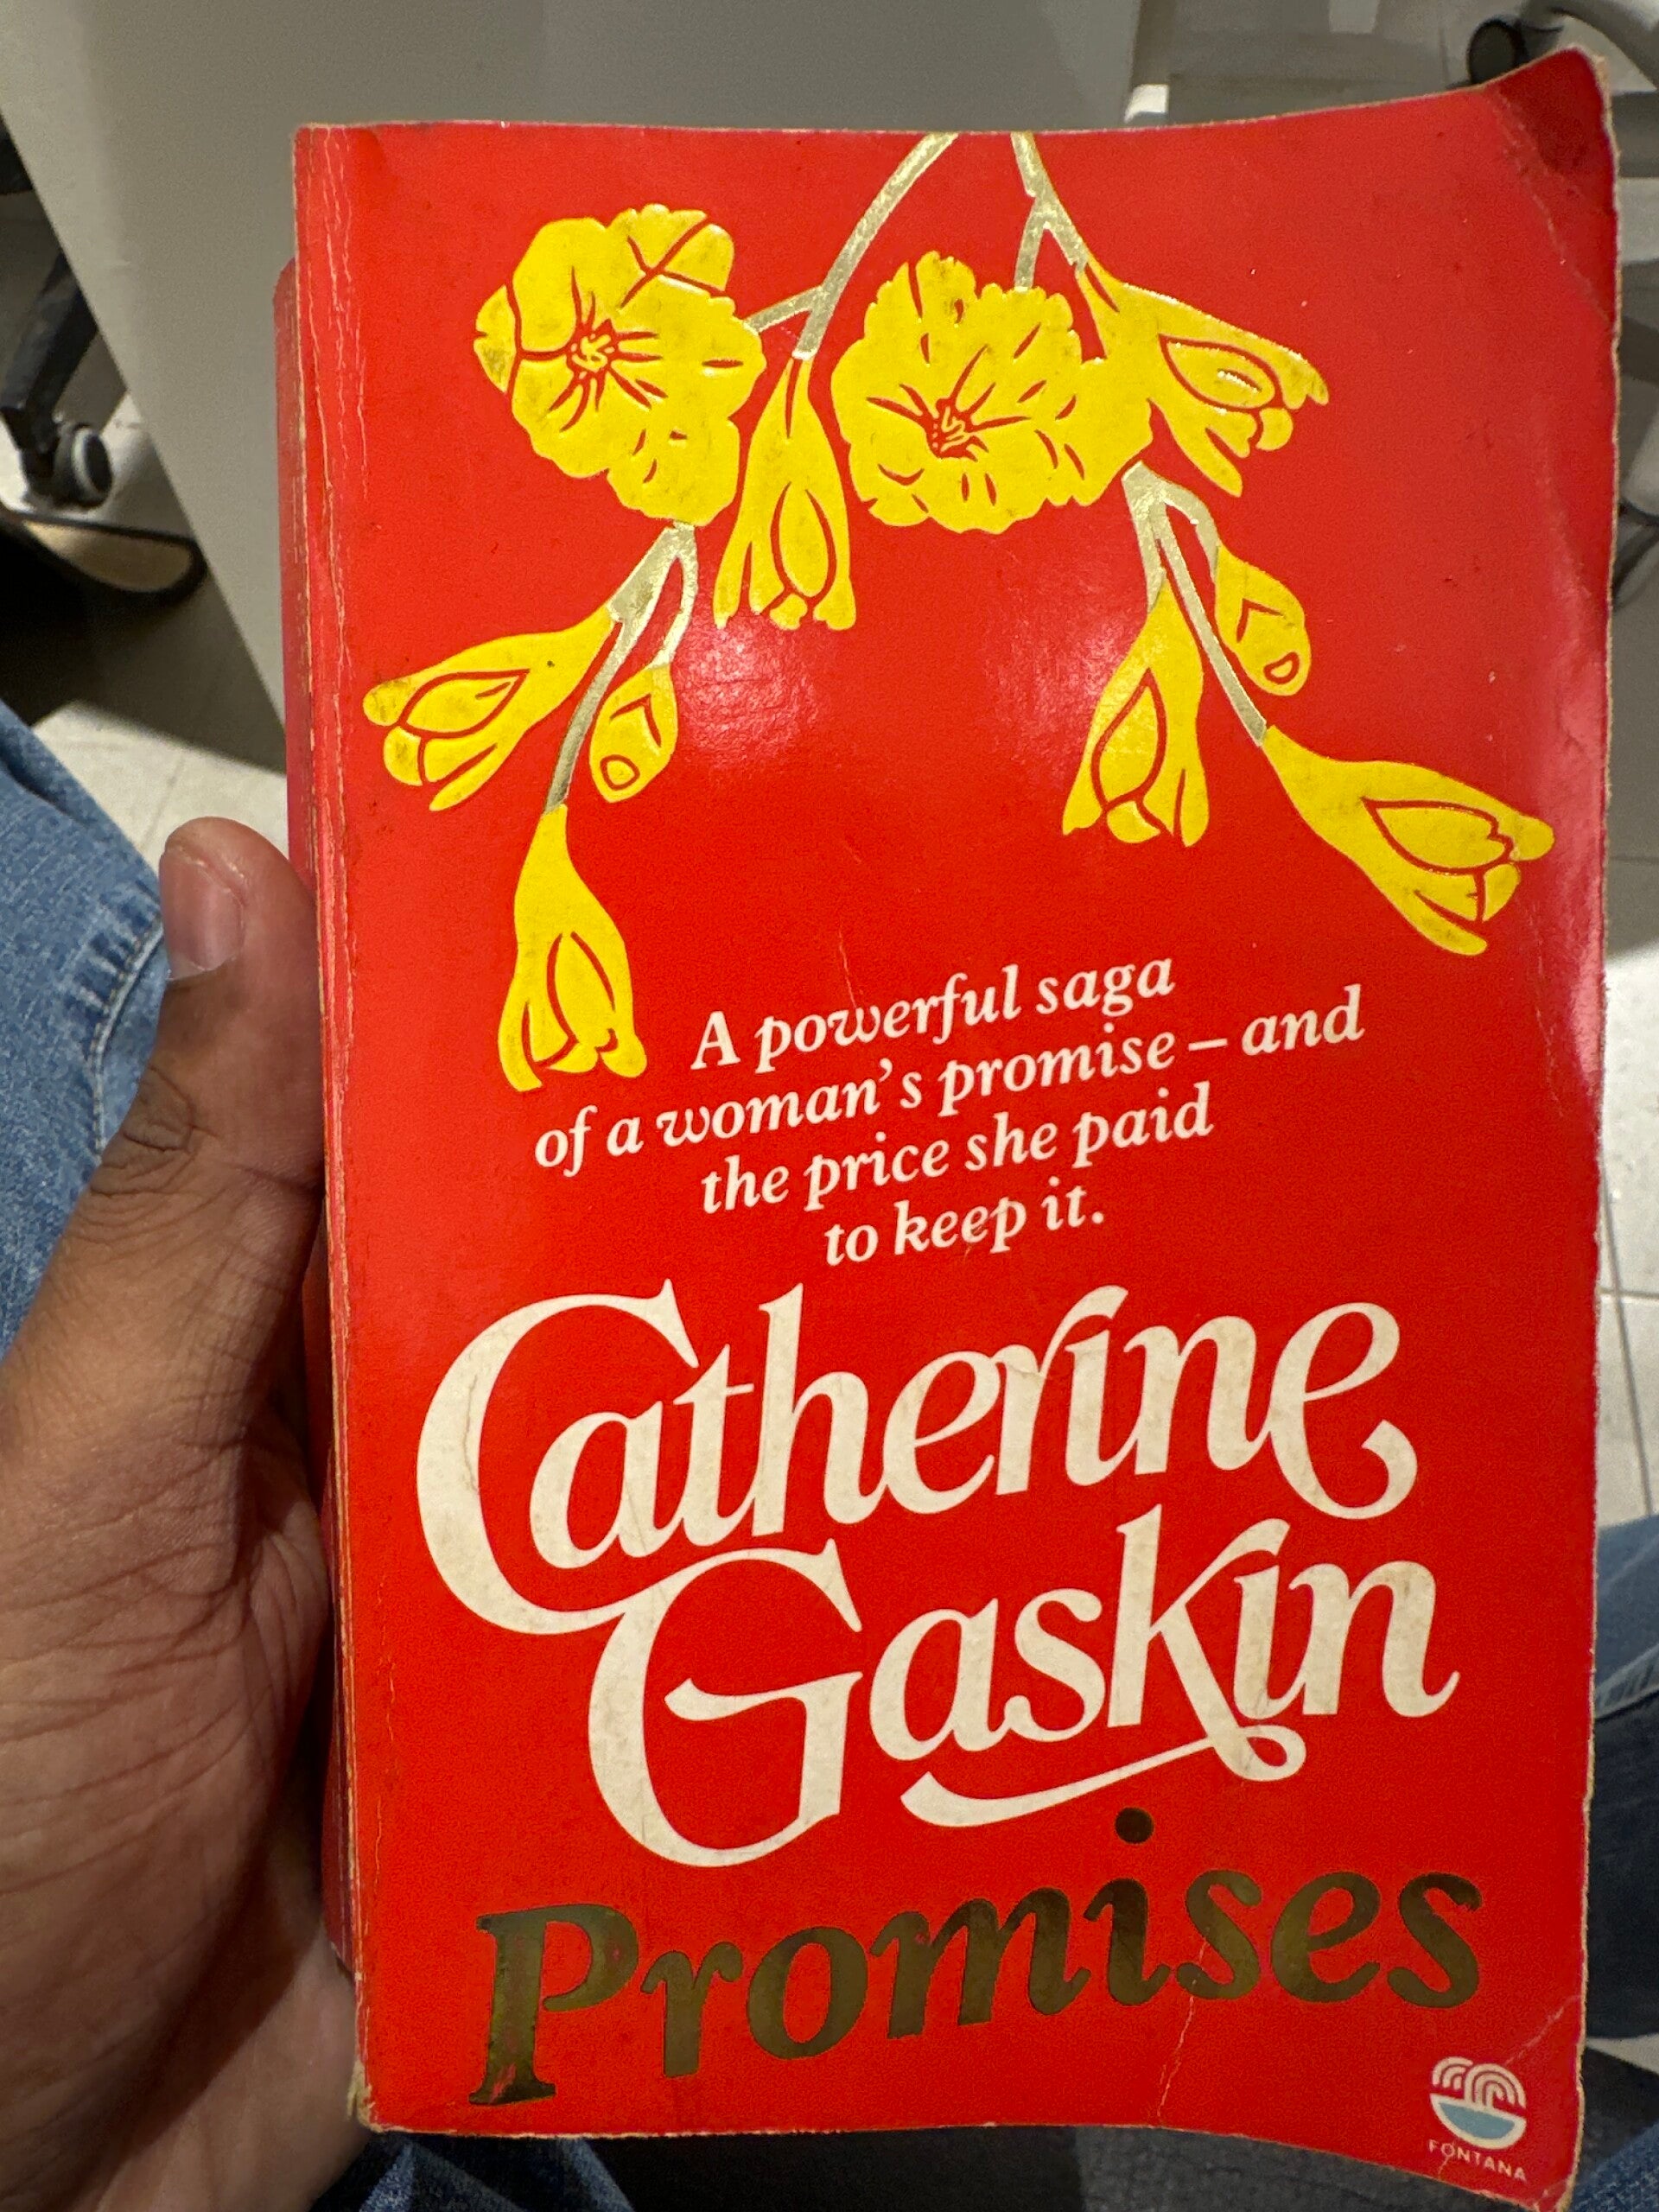 A powerful saga
of a woman's promise – and
the price she paid
to keep it.
Catherine
Gaskin
Promises
FONTANA